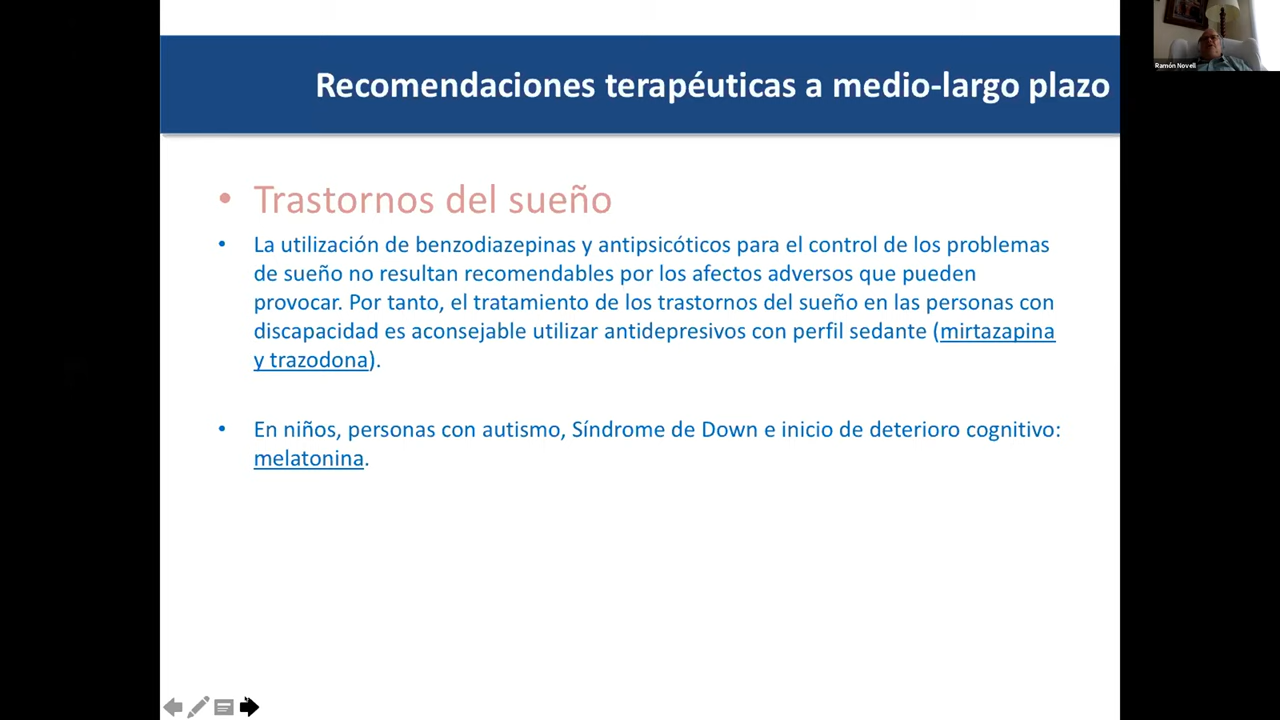 Recomendaciones terapéuticas a medio-largo plazo
Ramón Novell
• Trastornos del sueño
• La utilización de benzodiazepinas y antipsicóticos para el control de los problemas
de sueño no resultan recomendables por los afectos adversos que pueden
provocar. Por tanto, el tratamiento de los trastornos del sueño en las personas con
discapacidad es aconsejable utilizar antidepresivos con perfil sedante (mirtazapina
y trazodona).
• En niños, personas con autismo, Síndrome de Down e inicio de deterioro cognitivo:
melatonina.